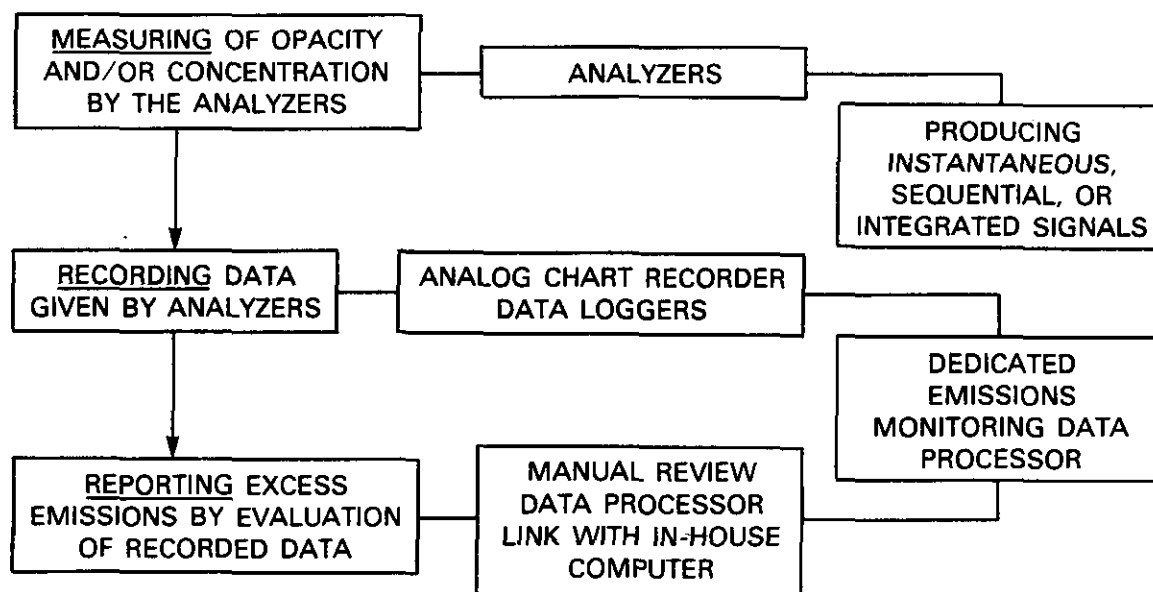 MEASURING OF OPACITY
AND/OR CONCENTRATION
BY THE ANALYZERS
ANALYZERS
PRODUCING
INSTANTANEOUS,
SEQUENTIAL, OR
INTEGRATED SIGNALS
RECORDING DATA
GIVEN BY ANALYZERS
ANALOG CHART RECORDER
DATA LOGGERS
DEDICATED
EMISSIONS
MONITORING DATA
PROCESSOR
REPORTING EXCESS
EMISSIONS BY EVALUATION
OF RECORDED DATA
MANUAL REVIEW
DATA PROCESSOR
LINK WITH IN-HOUSE
COMPUTER